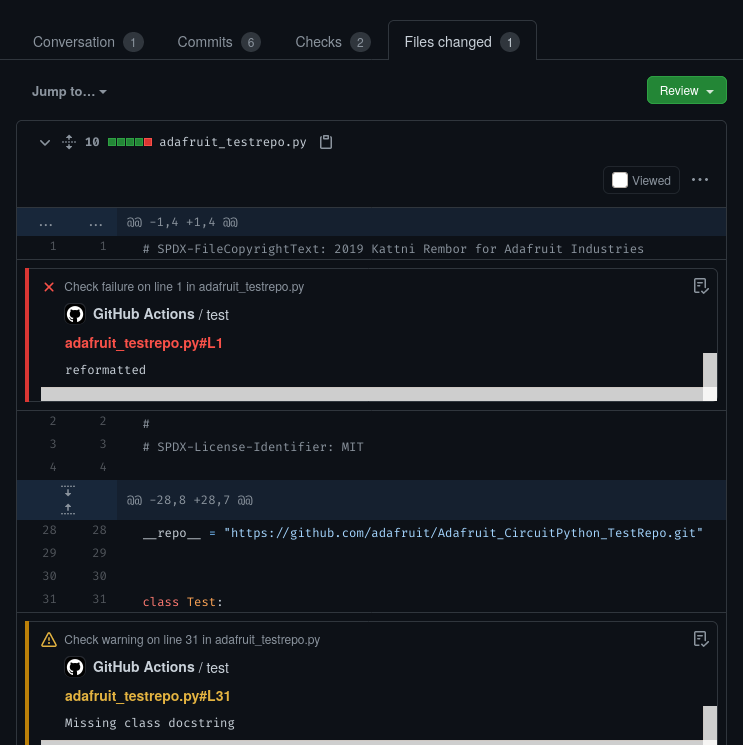 Conversation 1 Commits 6 Checks 2 Files changed 1
Jump to... Review
10 adafruit_testrepo.py
Viewed ...
... ... @@ -1,4 +1,4 @@
1 1 # SPDX-FileCopyrightText: 2019 Kattni Rembor for Adafruit Industries
Check failure on line 1 in adafruit_testrepo.py
GitHub Actions / test
adafruit_testrepo.py#L1
reformatted
2 2 #
3 3 # SPDX-License-Identifier: MIT
4 4
@@ -28,8 +28,7 @@
28 28 __repo__ = "https://github.com/adafruit/Adafruit_CircuitPython_TestRepo.git"
29 29
30 30
31 31 class Test:
Check warning on line 31 in adafruit_testrepo.py
GitHub Actions / test
adafruit_testrepo.py#L31
Missing class docstring